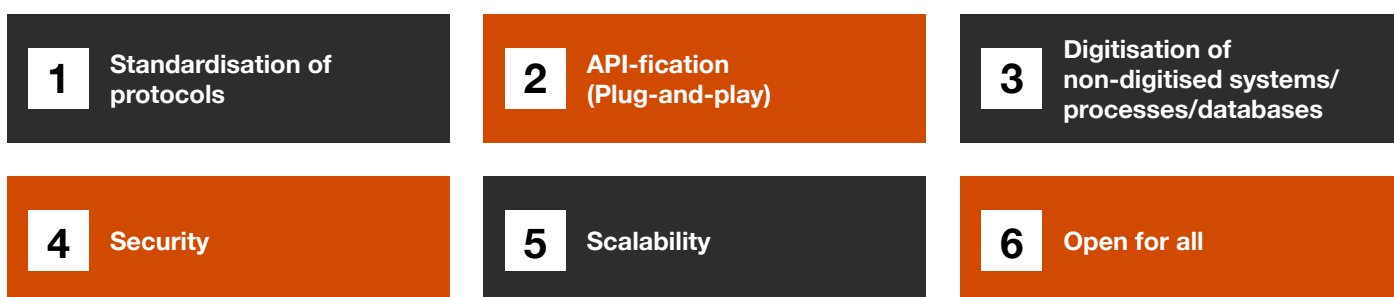 1
Standardisation of
protocols
2
API-fication
(Plug-and-play)
3
Digitisation of
non-digitised systems/
processes/databases
4
Security
5
Scalability
6
Open for all